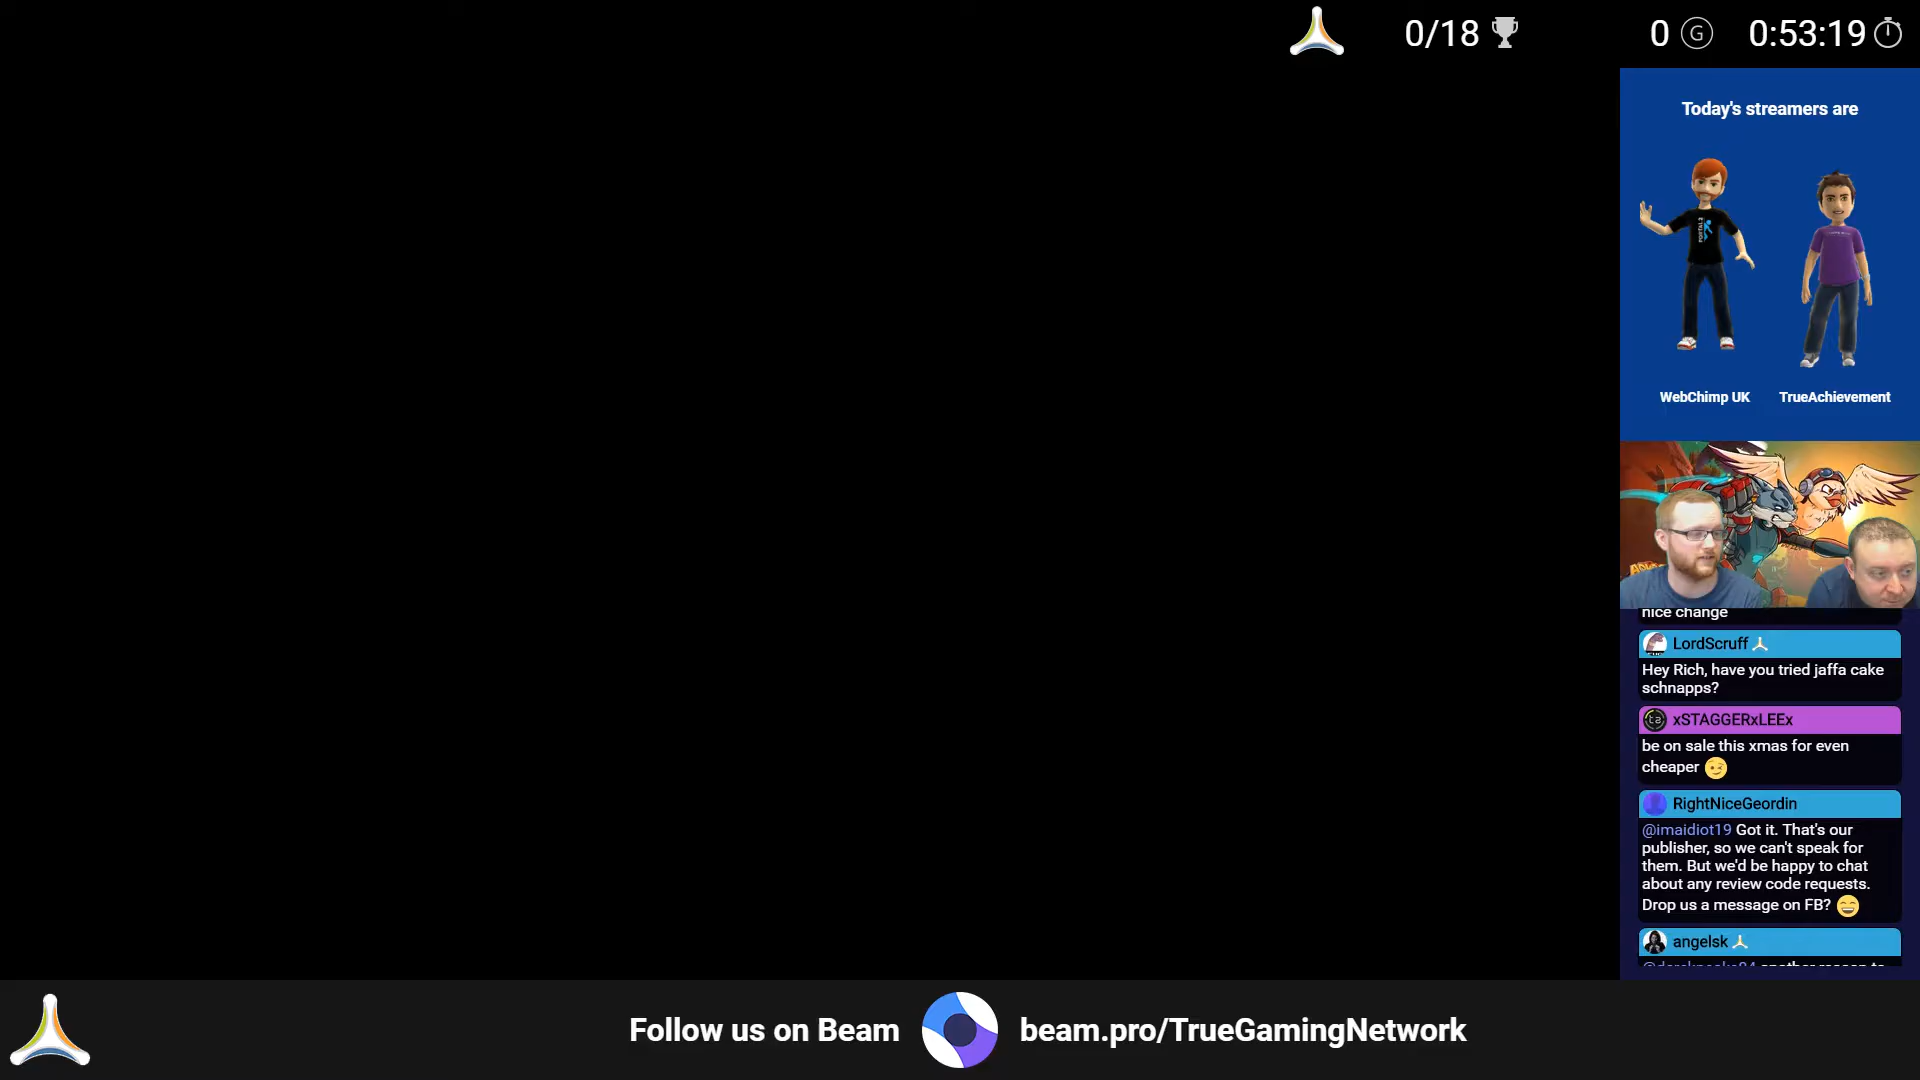 0/18
0 G 0:53:19
Today's streamers are
PORTAL 2
WebChimp UK TrueAchievement
nice change
LordScruff
Hey Rich, have you tried jaffa cake
schnapps?
xSTAGGERxLEEx
be on sale this xmas for even
cheaper
RightNiceGeordin
@imaidiot19 Got it. That's our
publisher, so we can't speak for
them. But we'd be happy to chat
about any review code requests.
Drop us a message on FB?
angelsk
Follow us on Beam beam.pro/TrueGamingNetwork